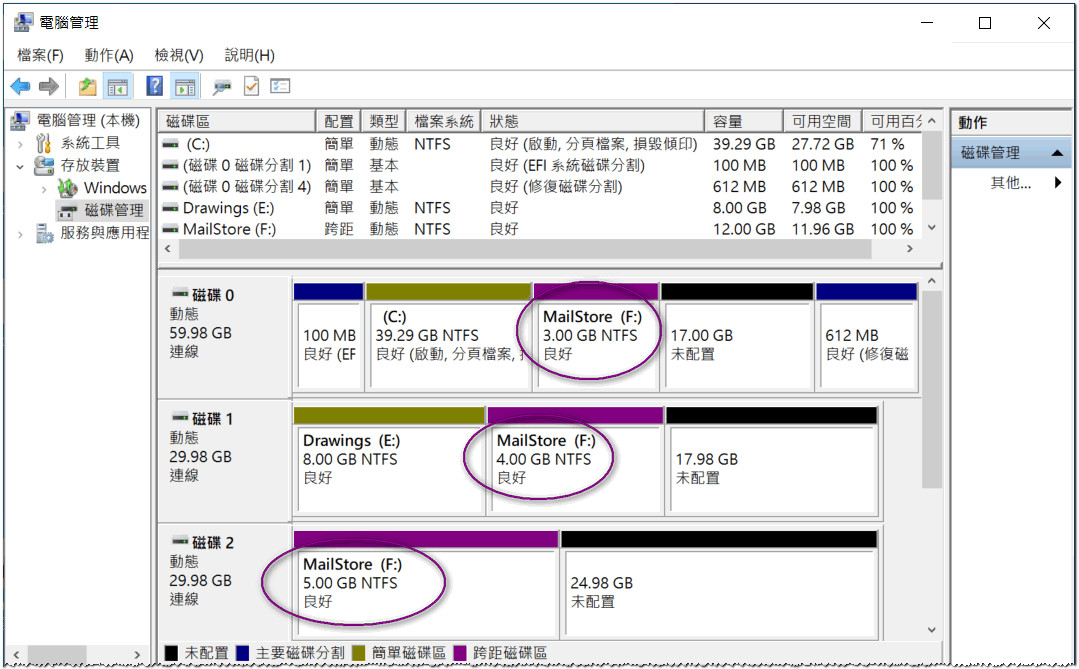 電腦管理
檔案(F) 動作(A) 檢視(V) 說明(H)
電腦管理 (本機)
系統工具
存放裝置
Windows
磁碟管理
服務與應用程
磁碟區 配置 類型 檔案系統 狀態 容量 可用空間 可用百分
(C:) 簡單 動態 NTFS 良好 (啟動, 分頁檔案, 損毀傾印) 39.29 GB 27.72 GB 71 %
(磁碟 0 磁碟分割 1) 簡單 基本 良好 (EFI 系統磁碟分割) 100 MB 100 MB 100 %
(磁碟 0 磁碟分割 4) 簡單 基本 良好 (修復磁碟分割) 612 MB 612 MB 100 %
Drawings (E:) 簡單 動態 NTFS 良好 8.00 GB 7.98 GB 100 %
MailStore (F:) 跨距 動態 NTFS 良好 12.00 GB 11.96 GB 100 %
動作
磁碟管理
其他...
磁碟 0
動態
59.98 GB
連線
100 MB
良好 (EF
(C:)
39.29 GB NTFS
良好 (啟動, 分頁檔案, 
MailStore (F:)
3.00 GB NTFS
良好
17.00 GB
未配置
612 MB
良好 (修復磁
磁碟 1
動態
29.98 GB
連線
Drawings (E:)
8.00 GB NTFS
良好
MailStore (F:)
4.00 GB NTFS
良好
17.98 GB
未配置
磁碟 2
動態
29.98 GB
連線
MailStore (F:)
5.00 GB NTFS
良好
24.98 GB
未配置
未配置 主要磁碟分割 簡單磁碟區 跨距磁碟區